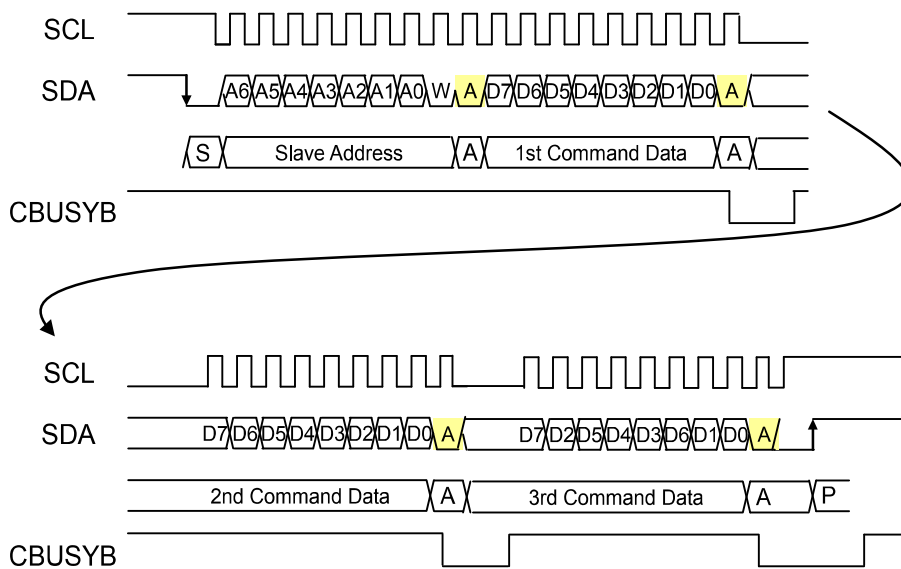 SCL
SDA A6 A5 A4 A3 A2 A1 A0 W A D7 D6 D5 D4 D3 D2 D1 D0 A
S Slave Address A 1st Command Data A
CBUSYB
SCL
SDA D7 D6 D5 D4 D3 D2 D1 D0 A D7 D2 D5 D4 D3 D6 D1 D0 A
2nd Command Data A 3rd Command Data A P
CBUSYB